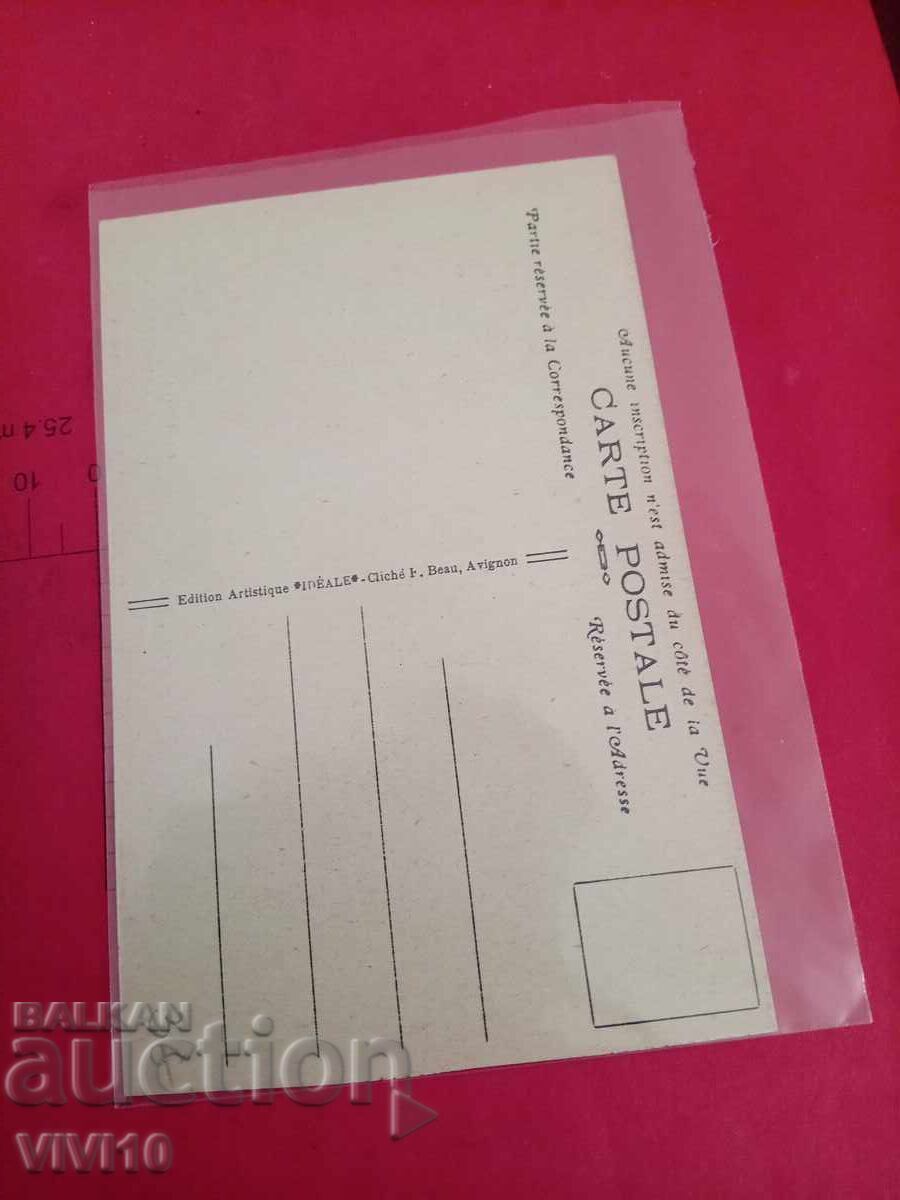 Aucune inscription n'est admise du côté de la Vue
CARTE POSTALE
Partie réservée à la Correspondance
Réservée à l'Adresse
Edition Artistique *IDÉALE* - Cliché F. Beau, Avignon
25.4 m
0 10
BALKAN
auction
VIVI10